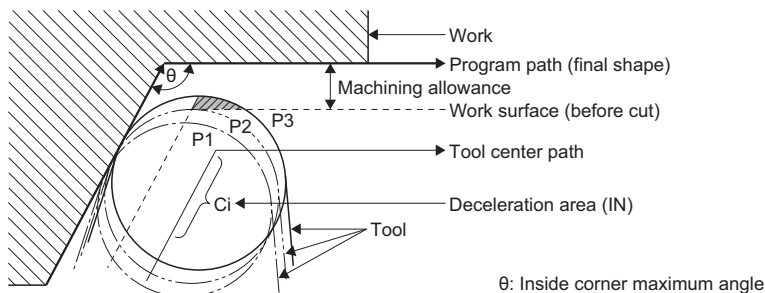 Work
θ
Program path (final shape)
Machining allowance
Work surface (before cut)
P1 P2 P3
Tool center path
Ci
Deceleration area (IN)
Tool
θ: Inside corner maximum angle